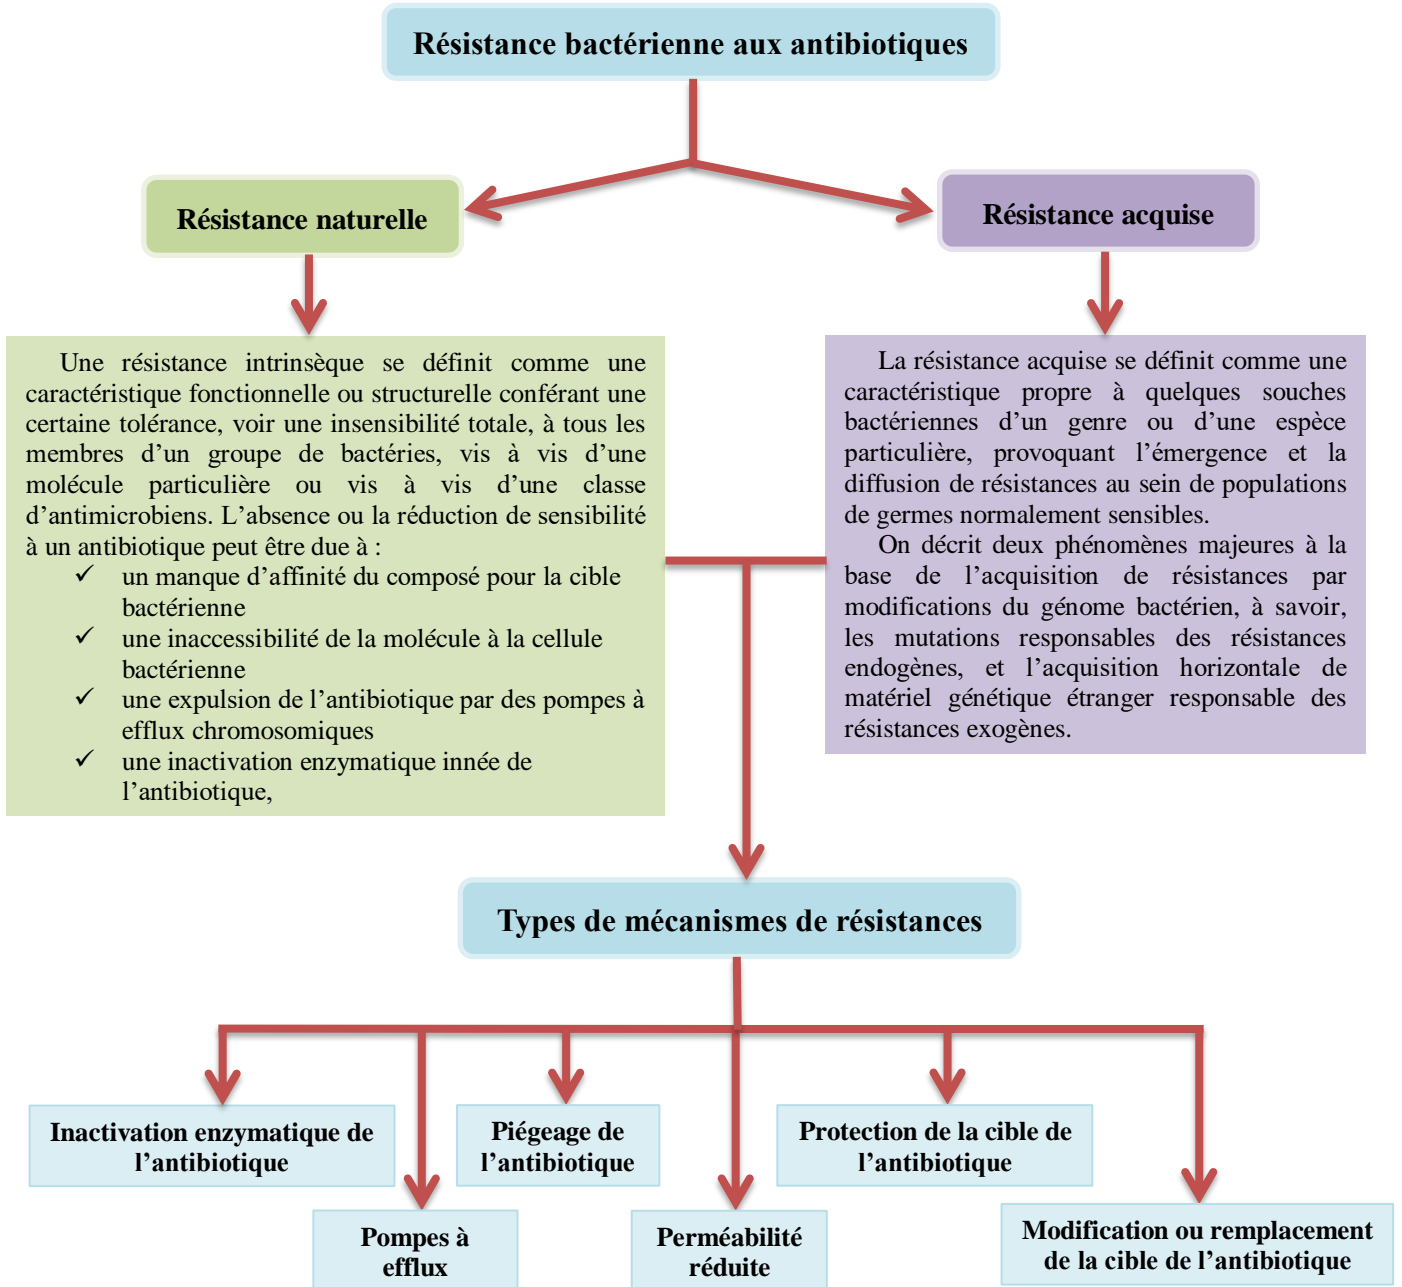 Résistance bactérienne aux antibiotiques
Résistance naturelle
Résistance acquise
Une résistance intrinsèque se définit comme une
caractéristique fonctionnelle ou structurelle conférant une
certaine tolérance, voir une insensibilité totale, à tous les
membres d’un groupe de bactéries, vis à vis d’une
molécule particulière ou vis à vis d’une classe
d’antimicrobiens. L’absence ou la réduction de sensibilité
à un antibiotique peut être due à :
✓ un manque d’affinité du composé pour la cible
bactérienne
✓ une inaccessibilité de la molécule à la cellule
bactérienne
✓ une expulsion de l’antibiotique par des pompes à
efflux chromosomiques
✓ une inactivation enzymatique innée de
l’antibiotique,
La résistance acquise se définit comme une
caractéristique propre à quelques souches
bactériennes d’un genre ou d’une espèce
particulière, provoquant l’émergence et la
diffusion de résistances au sein de populations
de germes normalement sensibles.
On décrit deux phénomènes majeures à la
base de l’acquisition de résistances par
modifications du génome bactérien, à savoir,
les mutations responsables des résistances
endogènes, et l’acquisition horizontale de
matériel génétique étranger responsable des
résistances exogènes.
Types de mécanismes de résistances
Inactivation enzymatique de
l’antibiotique
Piégeage de
l’antibiotique
Protection de la cible de
l’antibiotique
Pompes à
efflux
Perméabilité
réduite
Modification ou remplacement
de la cible de l’antibiotique